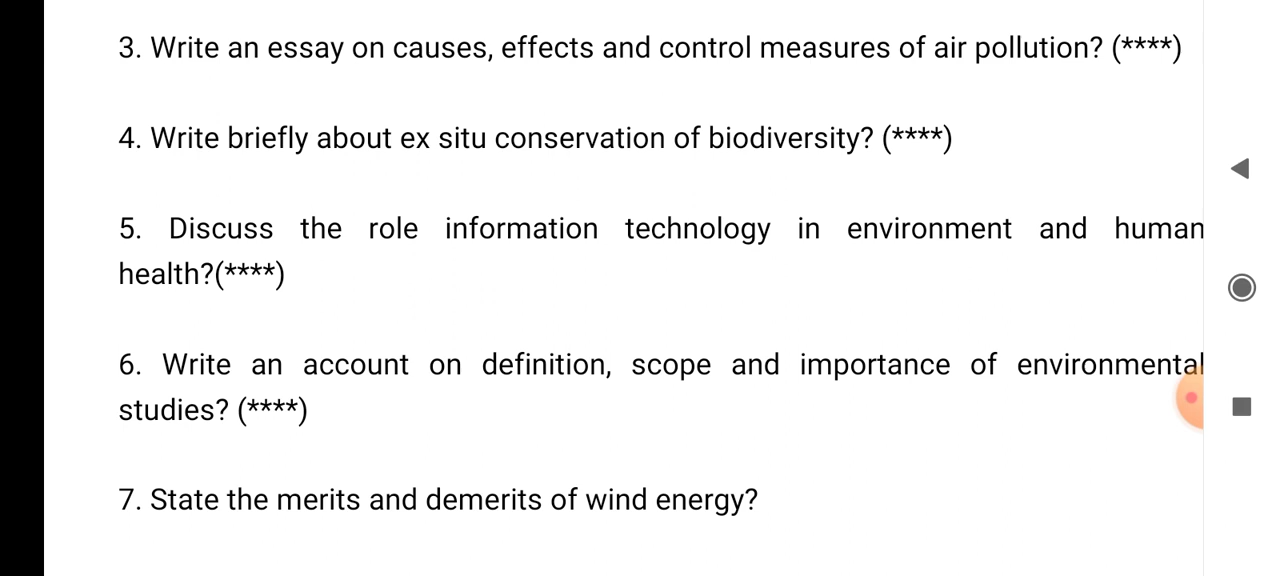 3. Write an essay on causes, effects and control measures of air pollution? (****)
4. Write briefly about ex situ conservation of biodiversity? (****)
5. Discuss the role information technology in environment and human
health?(****)
6. Write an account on definition, scope and importance of environmental
studies? (****)
7. State the merits and demerits of wind energy?